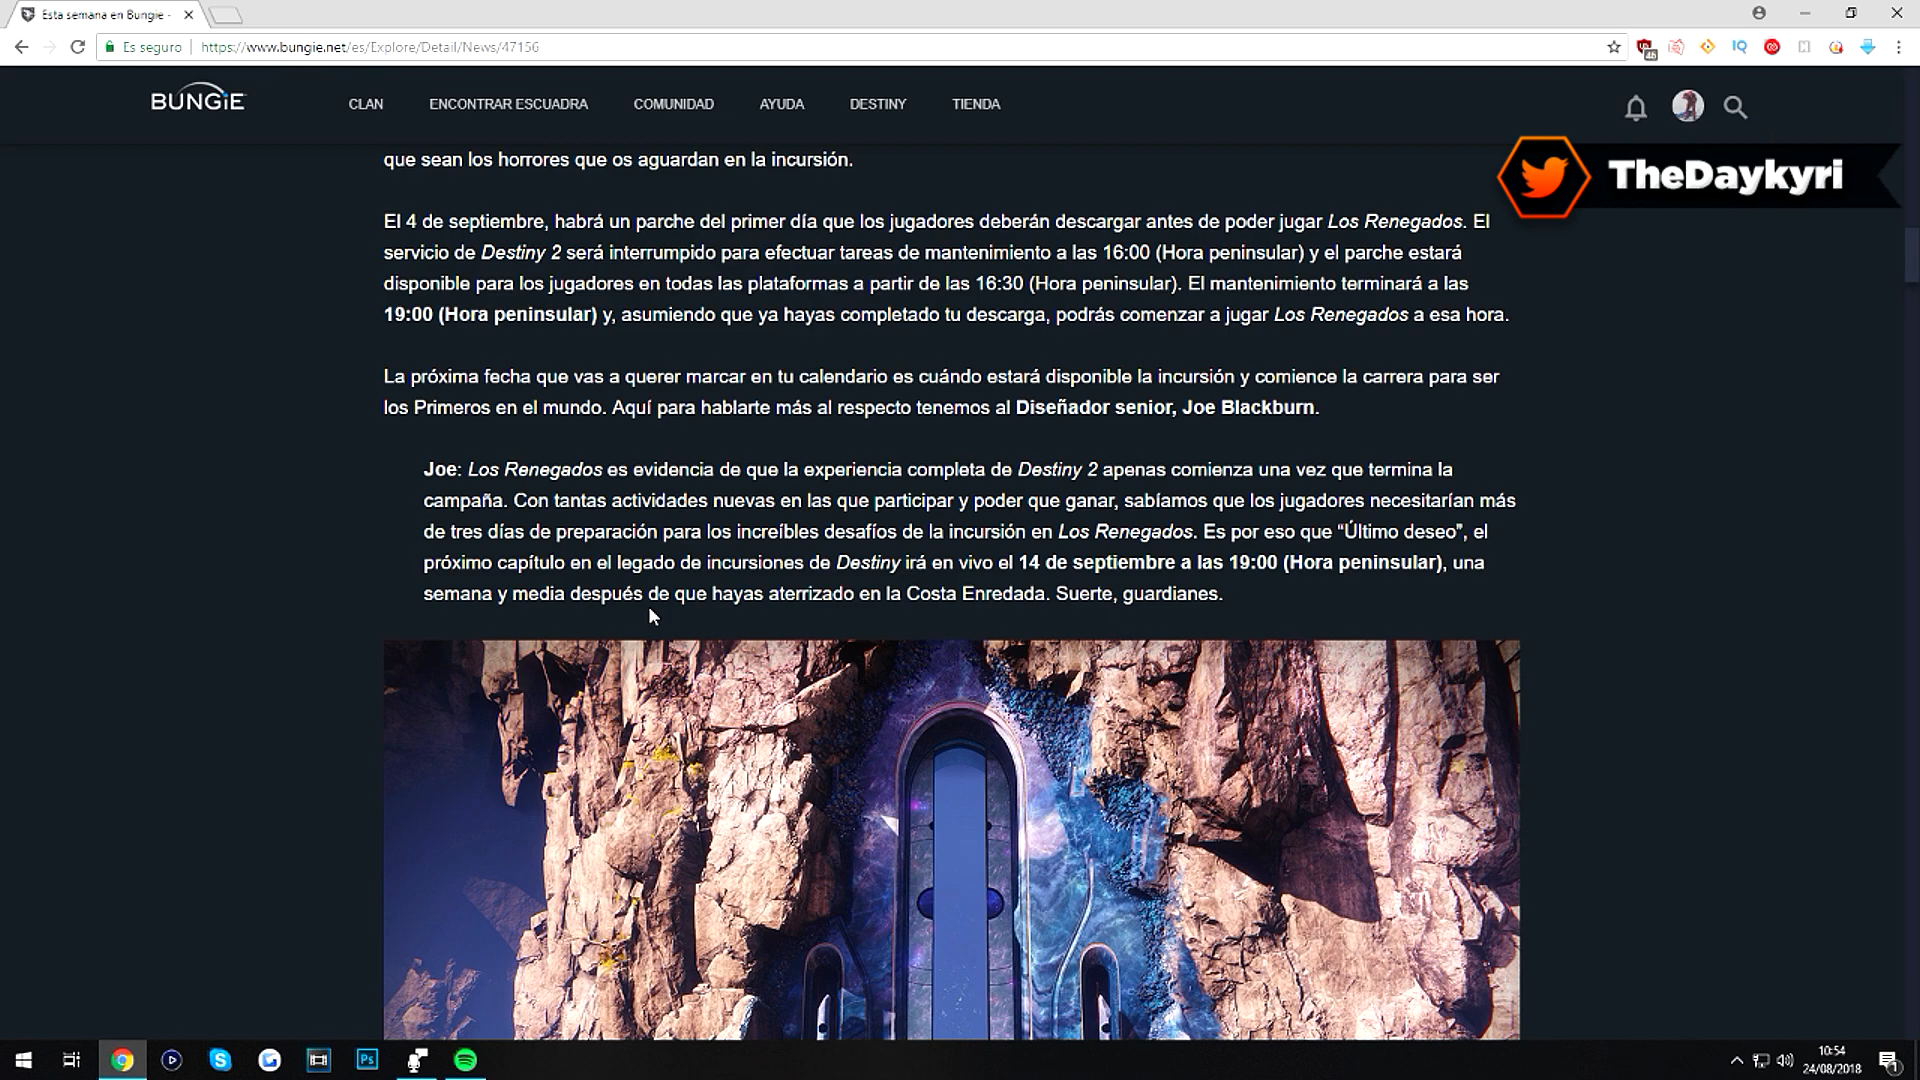 Esta semana en Bungie -
Es seguro
https://www.bungie.net/es/Explore/Detail/News/47156
46
IQ
BUNGiE
CLAN
ENCONTRAR ESCUADRA
COMUNIDAD
AYUDA
DESTINY
TIENDA
TheDaykyri
que sean los horrores que os aguardan en la incursión.
El 4 de septiembre, habrá un parche del primer día que los jugadores deberán descargar antes de poder jugar Los Renegados. El
servicio de Destiny 2 será interrumpido para efectuar tareas de mantenimiento a las 16:00 (Hora peninsular) y el parche estará
disponible para los jugadores en todas las plataformas a partir de las 16:30 (Hora peninsular). El mantenimiento terminará a las
19:00 (Hora peninsular) y, asumiendo que ya hayas completado tu descarga, podrás comenzar a jugar Los Renegados a esa hora.
La próxima fecha que vas a querer marcar en tu calendario es cuándo estará disponible la incursión y comience la carrera para ser
los Primeros en el mundo. Aquí para hablarte más al respecto tenemos al Diseñador senior, Joe Blackburn.
Joe: Los Renegados es evidencia de que la experiencia completa de Destiny 2 apenas comienza una vez que termina la
campaña. Con tantas actividades nuevas en las que participar y poder que ganar, sabíamos que los jugadores necesitarían más
de tres días de preparación para los increíbles desafíos de la incursión en Los Renegados. Es por eso que “Último deseo”, el
próximo capítulo en el legado de incursiones de Destiny irá en vivo el 14 de septiembre a las 19:00 (Hora peninsular), una
semana y media después de que hayas aterrizado en la Costa Enredada. Suerte, guardianes.
Ps
10:54
24/08/2018
1